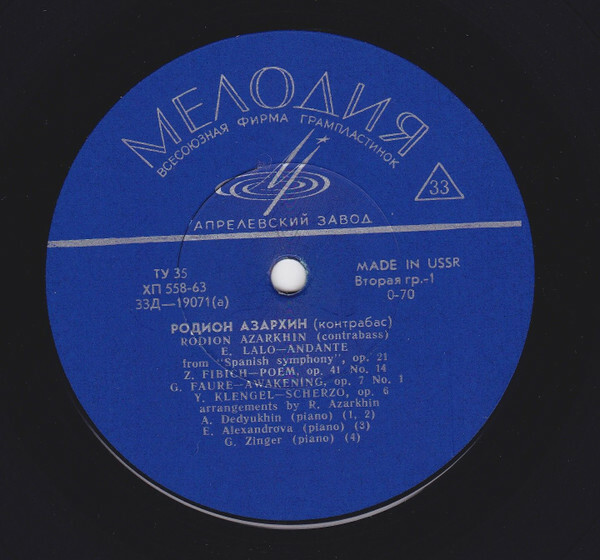 МЕЛОДИЯ
ВСЕСОЮЗНАЯ ФИРМА ГРАМПЛАСТИНОК
33
АПРЕЛЕВСКИЙ ЗАВОД
ТУ 35
ХП 558-63
33Д—19071(а)
MADE IN USSR
Вторая гр.-1
0-70
РОДИОН АЗАРХИН (контрабас)
RODION AZARKHIN (contrabass)
E. LALO—ANDANTE
from "Spanish symphony", op. 21
Z. FIBICH—POEM, op. 41 No. 14
G. FAURE—AWAKENING, op. 7 No. 1
Y. KLENGEL—SCHERZO, op. 6
arrangements by R. Azarkhin
A. Dedyukhin (piano) (1, 2)
E. Alexandrova (piano) (3)
G. Zinger (piano) (4)